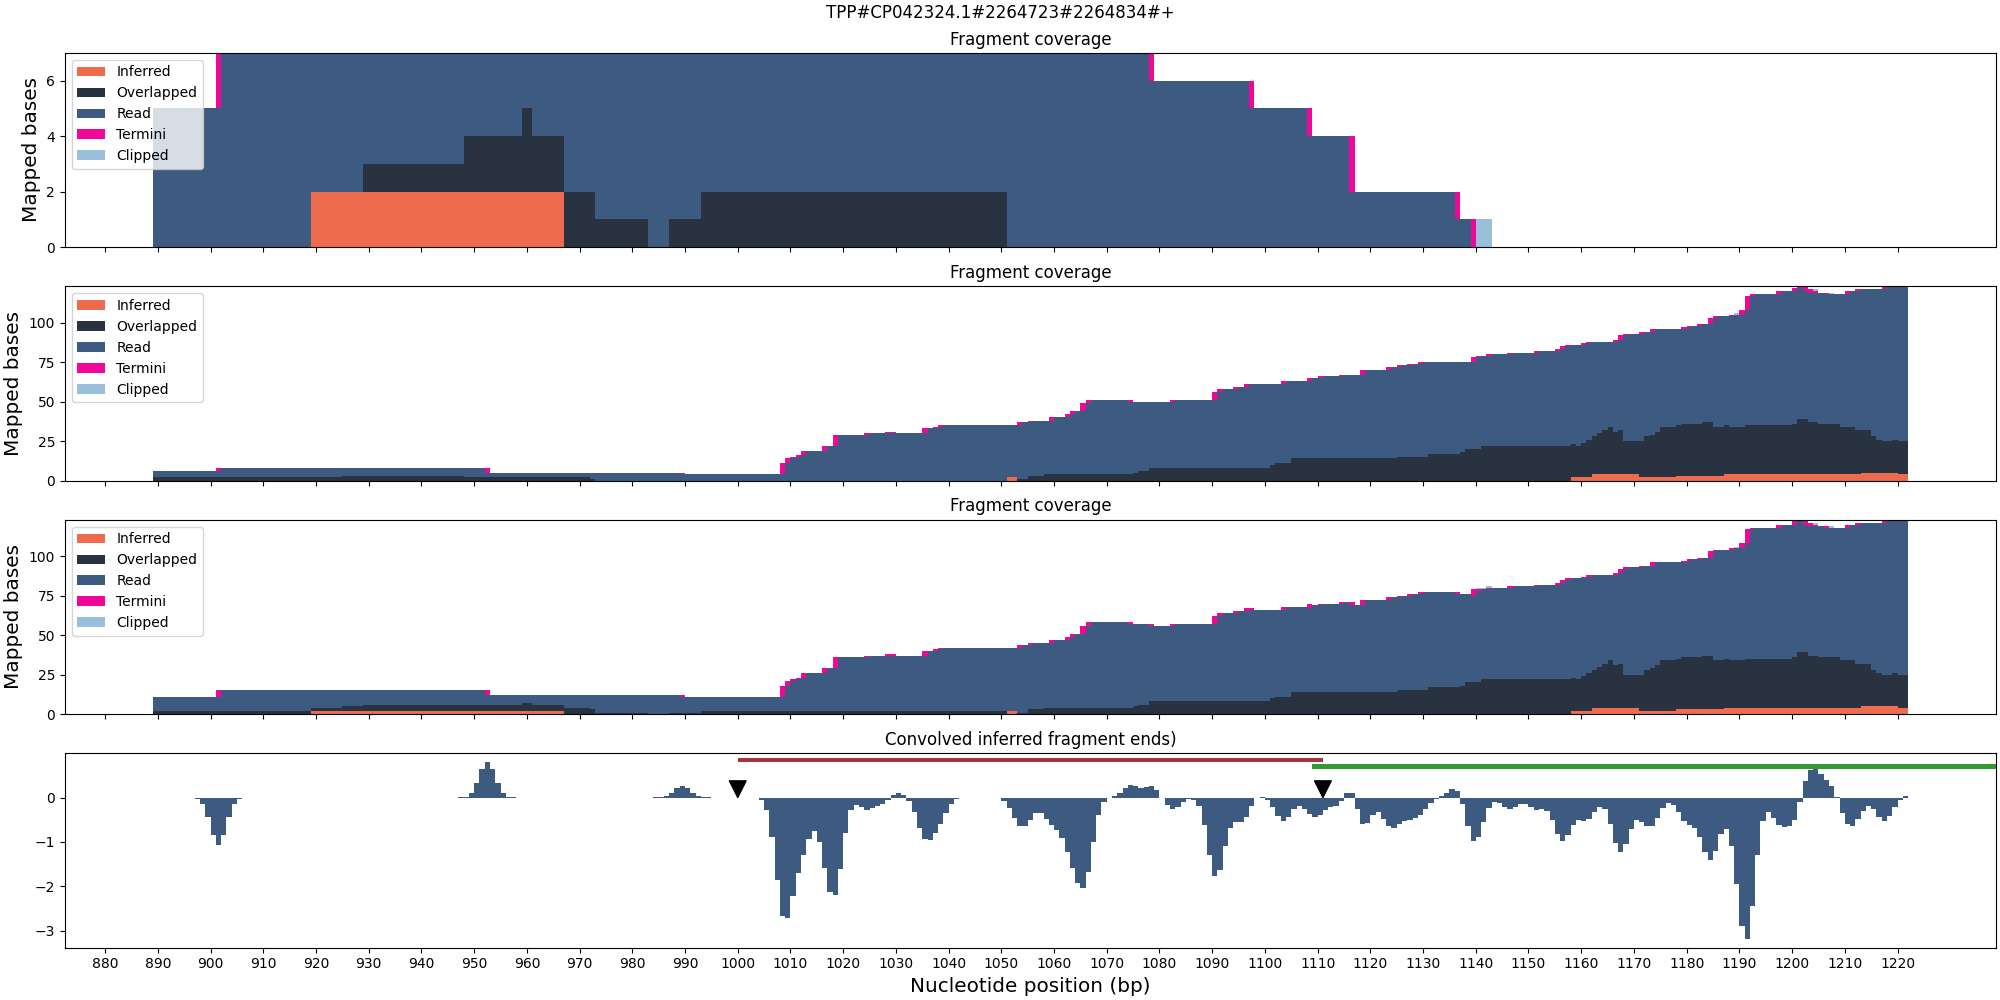 TPP#CP042324.1#2264723#2264834#+
Fragment coverage
Mapped bases
6
4
2
0
Inferred
Overlapped
Read
Termini
Clipped
Fragment coverage
Mapped bases
100
75
50
25
0
Inferred
Overlapped
Read
Termini
Clipped
Fragment coverage
Mapped bases
100
75
50
25
0
Inferred
Overlapped
Read
Termini
Clipped
Convolved inferred fragment ends)
0
−1
−2
−3
880 890 900 910 920 930 940 950 960 970 980 990 1000 1010 1020 1030 1040 1050 1060 1070 1080 1090 1100 1110 1120 1130 1140 1150 1160 1170 1180 1190 1200 1210 1220
Nucleotide position (bp)